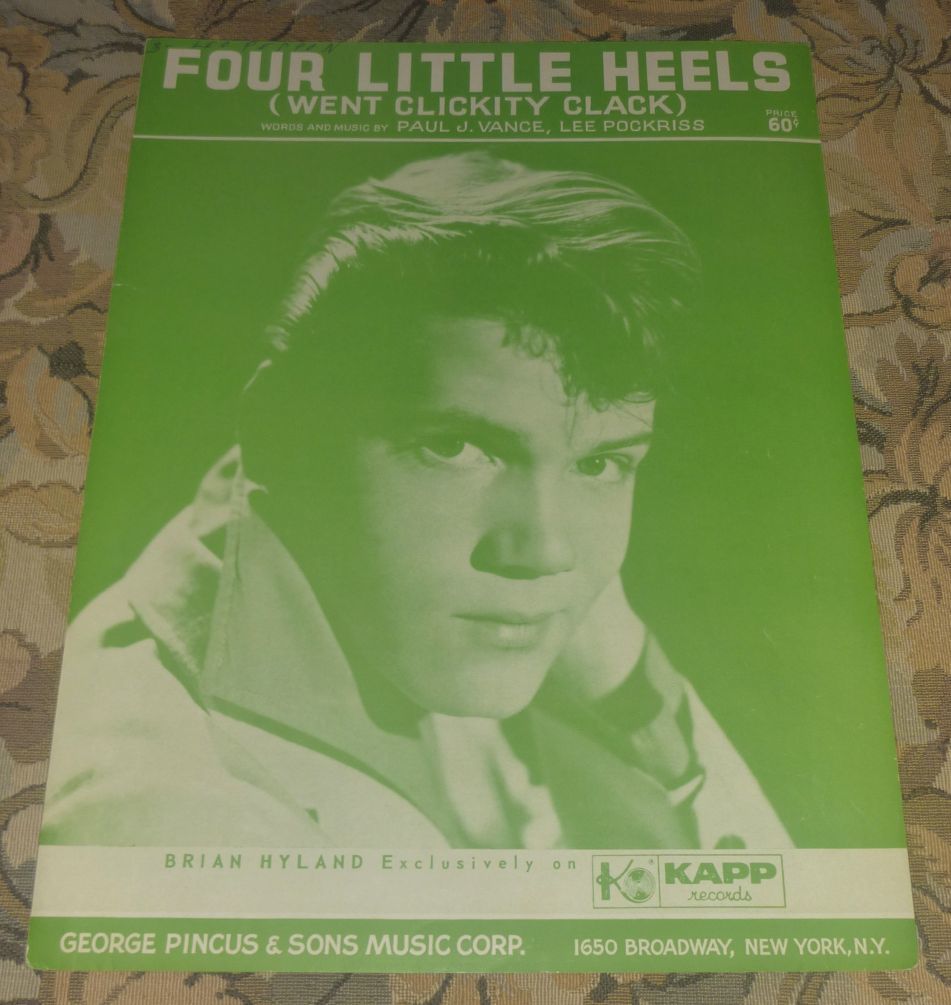 FOUR LITTLE HEELS
(WENT CLICKITY CLACK)
WORDS AND MUSIC BY PAUL J. VANCE, LEE POCKRISS
PRICE
60¢
BRIAN HYLAND Exclusively on
K ®
KAPP
records
GEORGE PINCUS & SONS MUSIC CORP. 1650 BROADWAY, NEW YORK, N.Y.